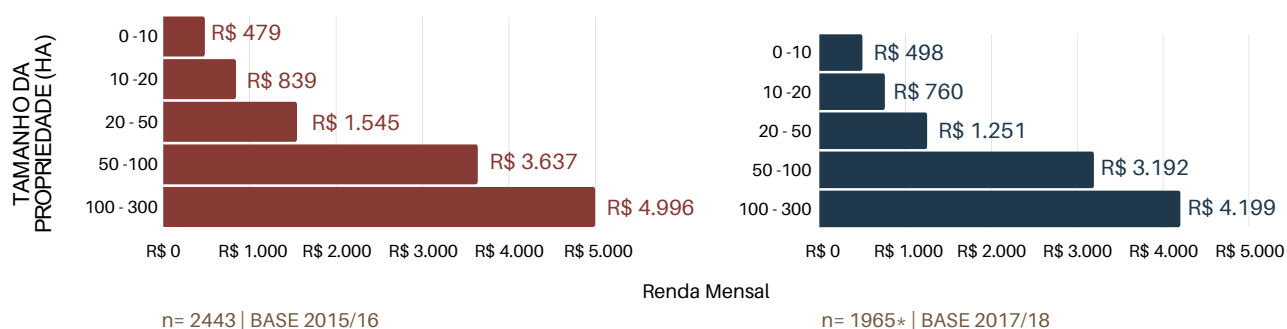 TAMANHO DA
PROPRIEDADE (HA)
0 -10
R$ 479
10 -20
R$ 839
20 - 50
R$ 1.545
50 -100
R$ 3.637
100 - 300
R$ 4.996
R$ 0
R$ 1.000
R$ 2.000
R$ 3.000
R$ 4.000
R$ 5.000
0 -10
R$ 498
10 -20
R$ 760
20 - 50
R$ 1.251
50 -100
R$ 3.192
100 - 300
R$ 4.199
R$ 0
R$ 1.000
R$ 2.000
R$ 3.000
R$ 4.000
R$ 5.000
Renda Mensal
n= 2443 | BASE 2015/16
n= 1965* | BASE 2017/18